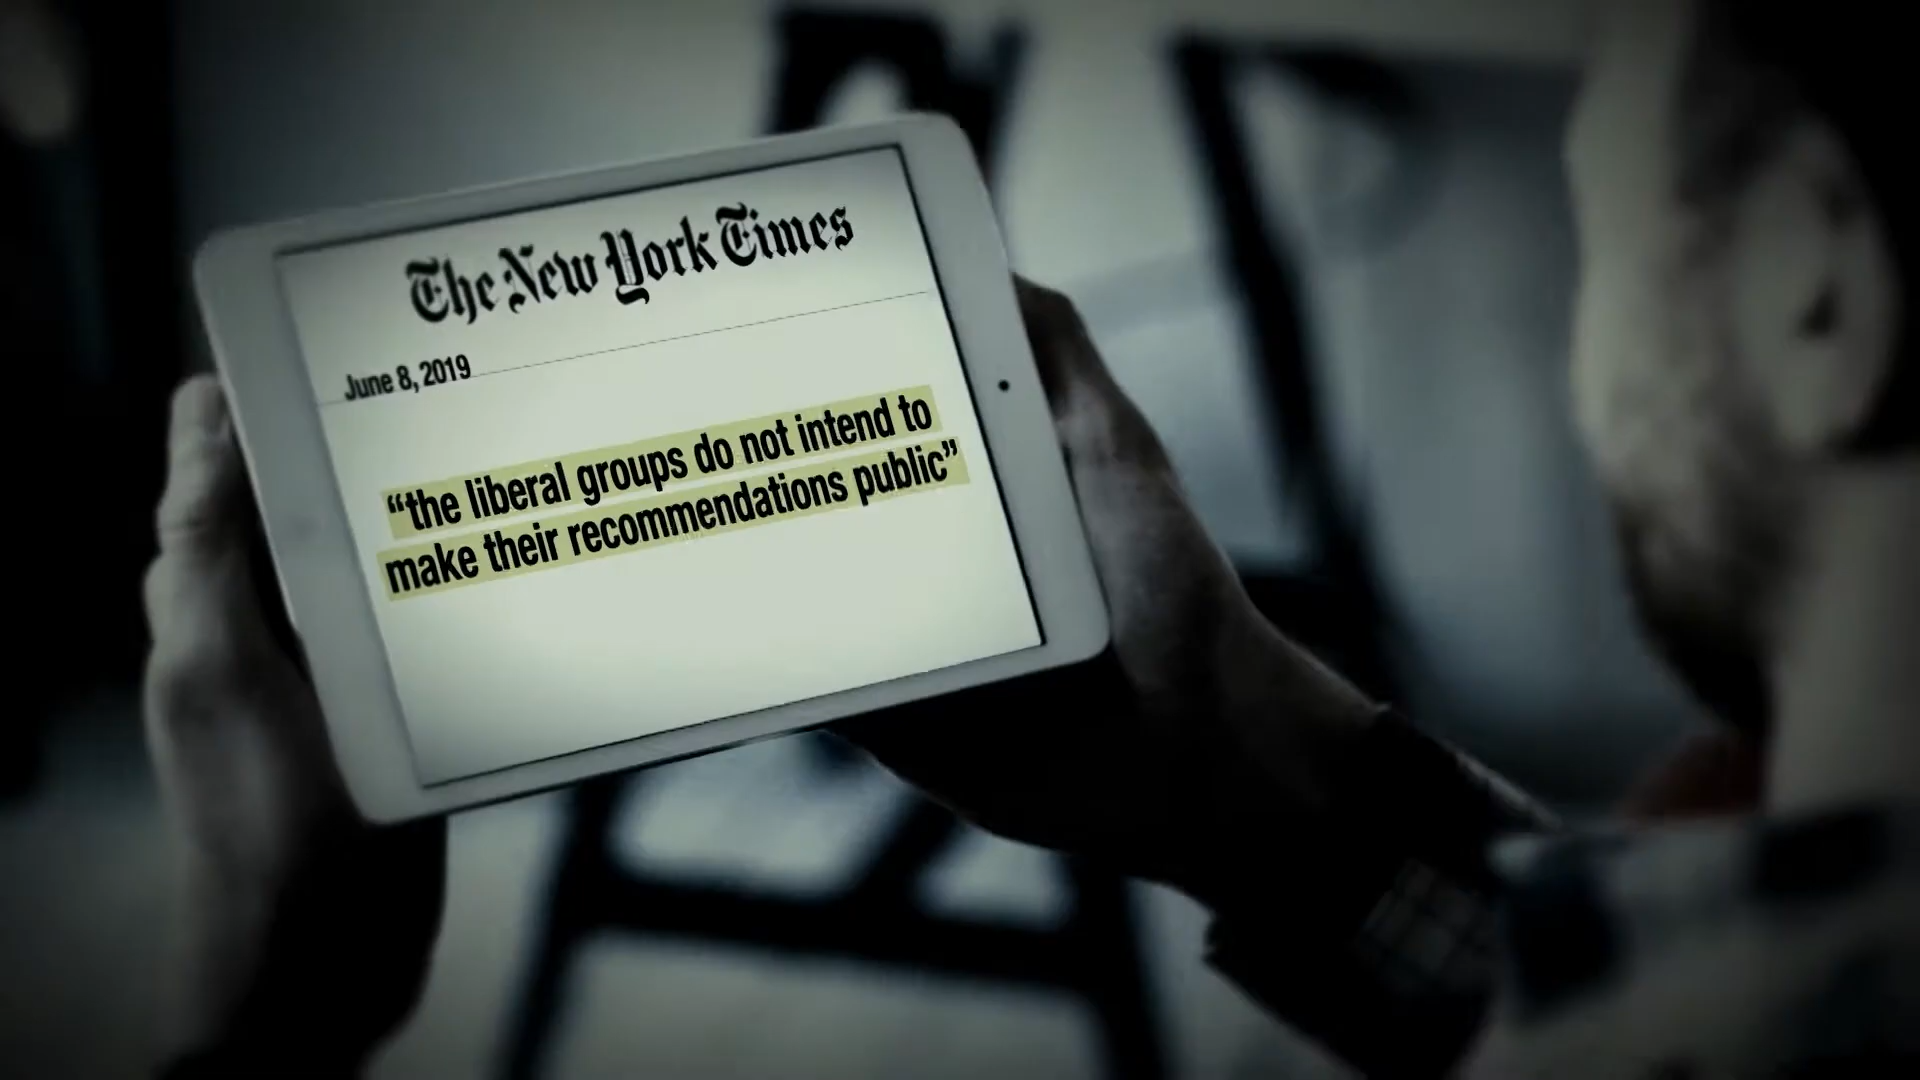 The New York Times
June 8, 2019
“the liberal groups do not intend to
make their recommendations public”